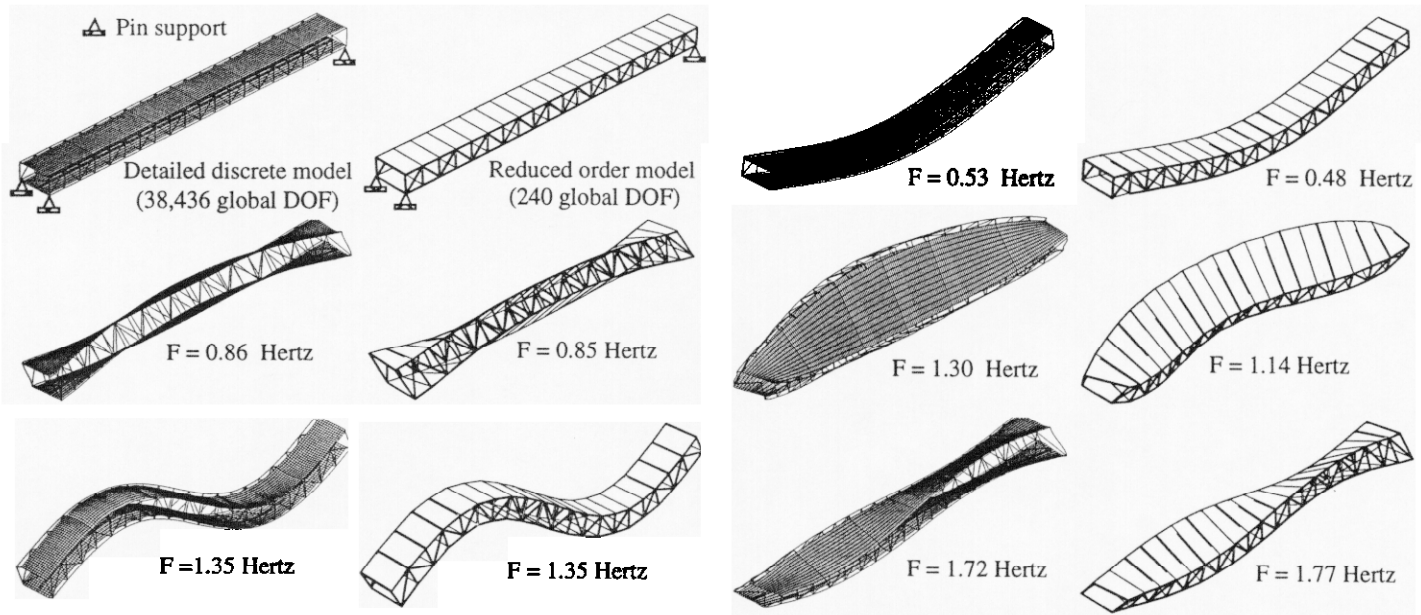 Pin support
Detailed discrete model
(38,436 global DOF)
Reduced order model
(240 global DOF)
F = 0.53 Hertz
F = 0.48 Hertz
F = 0.86 Hertz
F = 0.85 Hertz
F = 1.30 Hertz
F = 1.14 Hertz
F =1.35 Hertz
F = 1.35 Hertz
F = 1.72 Hertz
F = 1.77 Hertz